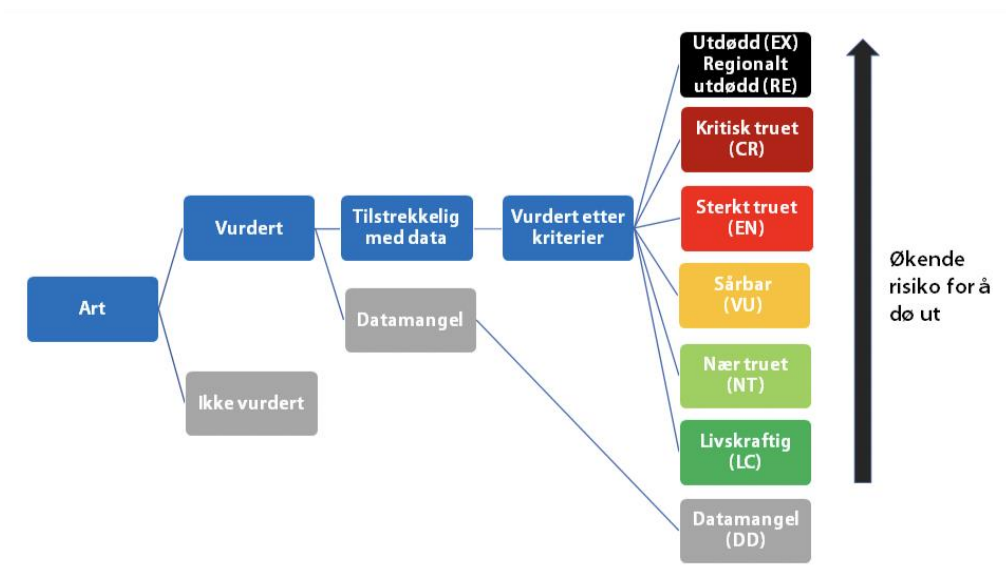 Art
Vurdert
Ikke vurdert
Tilstrekkelig
med data
Datamangel
Vurdert etter
kriterier
Utdødd (EX)
Regionalt
utdødd (RE)
Kritisk truet
(CR)
Sterkt truet
(EN)
Sårbar
(VU)
Nær truet
(NT)
Livskraftig
(LC)
Datamangel
(DD)
Økende
risiko for å
dø ut